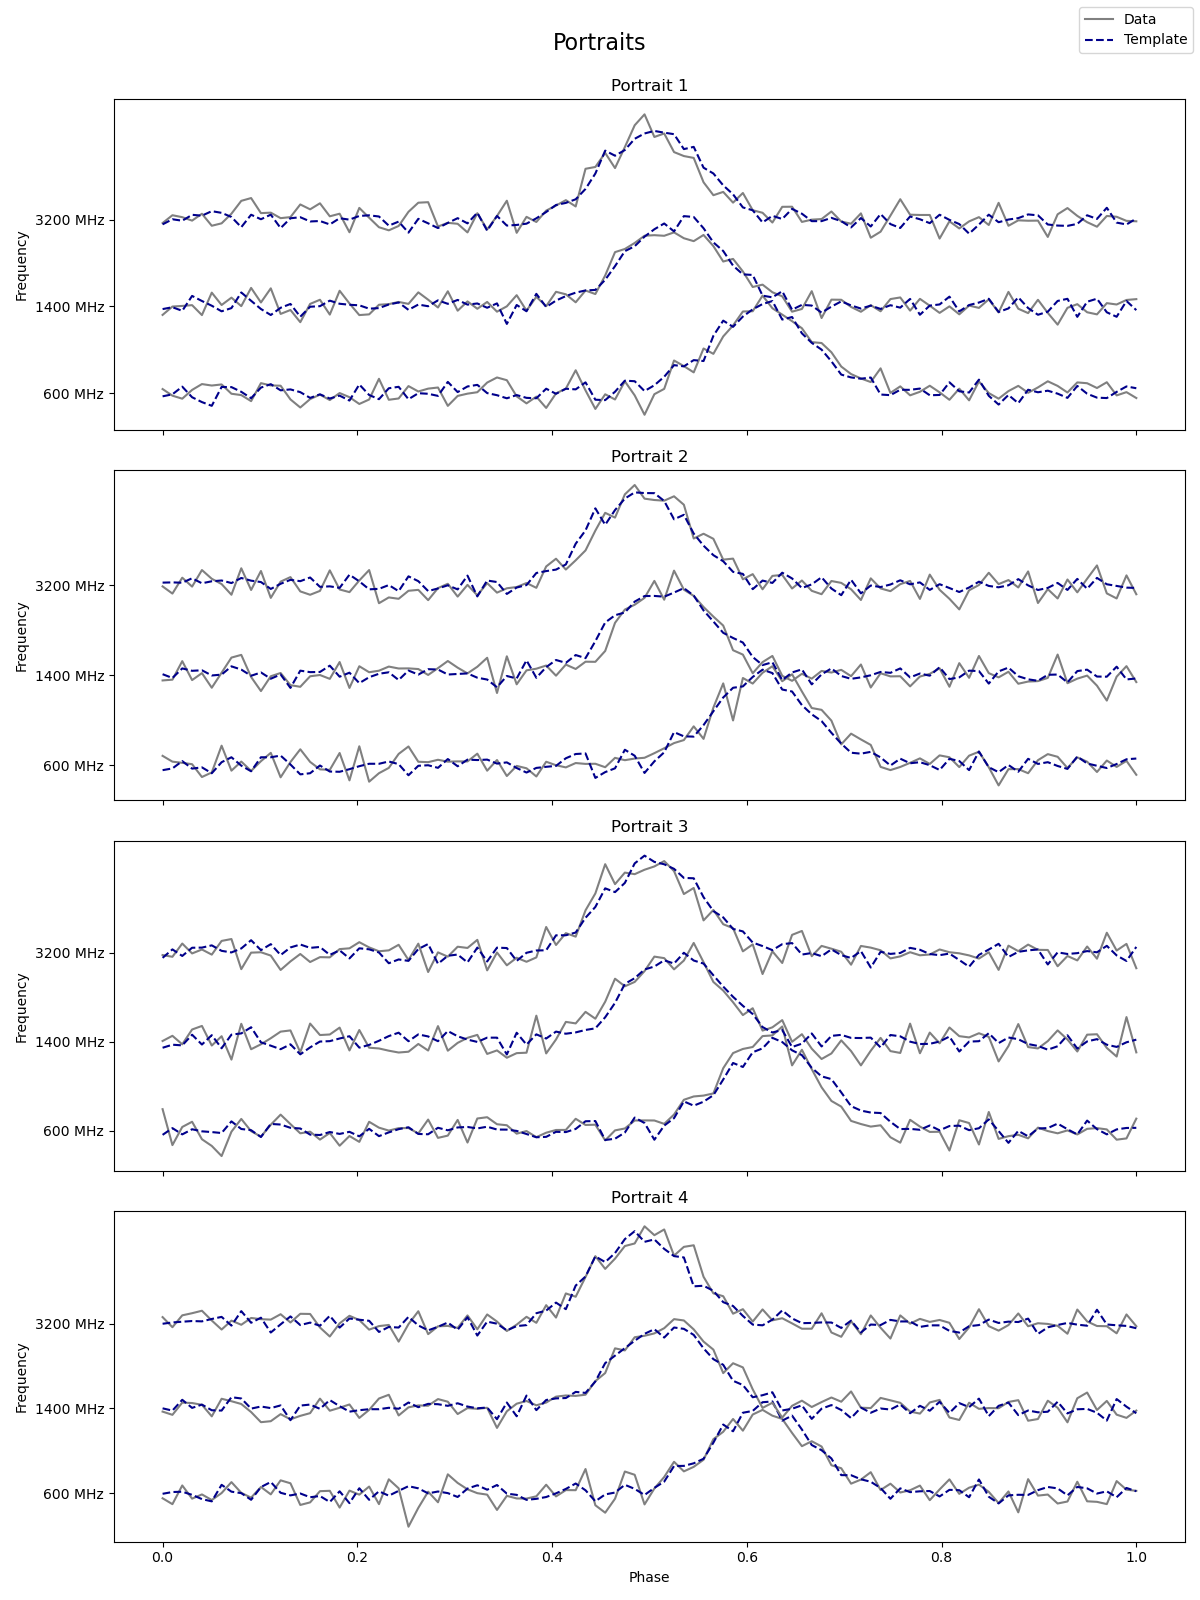 Data
Template
Portraits
Portrait 1
3200 MHz
1400 MHz
600 MHz
Frequency
Portrait 2
3200 MHz
1400 MHz
600 MHz
Frequency
Portrait 3
3200 MHz
1400 MHz
600 MHz
Frequency
Portrait 4
3200 MHz
1400 MHz
600 MHz
Frequency
0.0 0.2 0.4 0.6 0.8 1.0
Phase